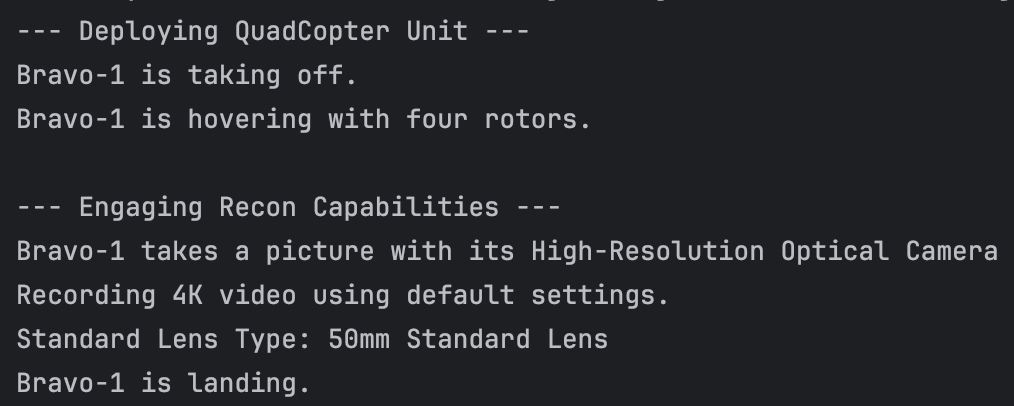 --- Deploying QuadCopter Unit ---
Bravo-1 is taking off.
Bravo-1 is hovering with four rotors.
--- Engaging Recon Capabilities ---
Bravo-1 takes a picture with its High-Resolution Optical Camera
Recording 4K video using default settings.
Standard Lens Type: 50mm Standard Lens
Bravo-1 is landing.